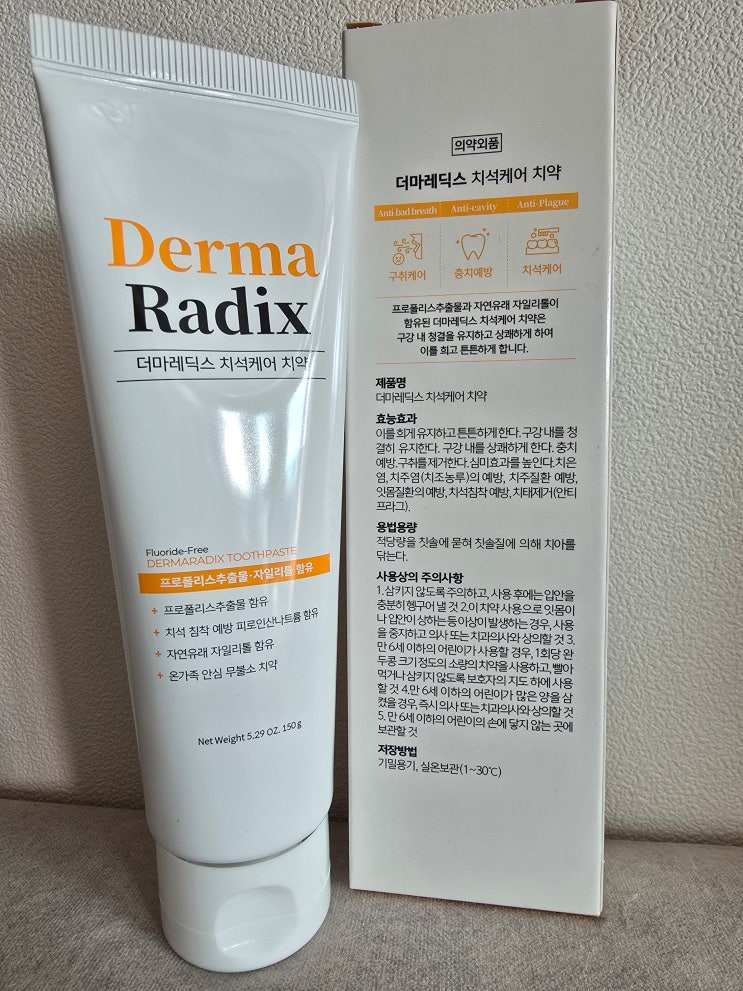 Derma
Radix
더마레딕스 치석케어 치약
Fluoride-Free
DERMARADIX TOOTHPASTE
프로폴리스추출물·자일리톨 함유
+ 프로폴리스추출물 함유
+ 치석 침착 예방 피로인산나트륨 함유
+ 자연유래 자일리톨 함유
+ 온가족 안심 무불소 치약
Net Weight 5.29 OZ. 150 g
의약외품
더마레딕스 치석케어 치약
Anti-bad breath Anti-cavity Anti-Plague
구취케어 충치예방 치석케어
프로폴리스추출물과 자연유래 자일리톨이
함유된 더마레딕스 치석케어 치약은
구강 내 청결을 유지하고 상쾌하게 하여
이를 희고 튼튼하게 합니다.
제품명
더마레딕스 치석케어 치약
효능효과
이를 희게 유지하고 튼튼하게 한다. 구강 내를 청
결히 유지한다. 구강 내를 상쾌하게 한다. 충치
예방. 구취를 제거한다. 심미효과를 높인다. 치은
염, 치주염(치조농루)의 예방, 치주질환 예방,
잇몸질환의 예방, 치석침착 예방, 치태제거(안티
프라그).
용법용량
적당량을 칫솔에 묻혀 칫솔질에 의해 치아를
닦는다.
사용상의 주의사항
1. 삼키지 않도록 주의하고, 사용 후에는 입안을
충분히 헹구어 낼 것 2.이 치약 사용으로 잇몸이
나 입안이 상하는 등 이상이 발생하는 경우, 사용
을 중지하고 의사 또는 치과의사와 상의할 것 3.
만 6세 이하의 어린이가 사용할 경우, 1회당 완
두콩 크기 정도의 소량의 치약을 사용하고, 빨아
먹거나 삼키지 않도록 보호자의 지도 하에 사용
할 것 4.만 6세 이하의 어린이가 많은 양을 삼
켰을 경우, 즉시 의사 또는 치과의사와 상의할 것
5. 만 6세 이하의 어린이의 손에 닿지 않는 곳에
보관할 것
저장방법
기밀용기, 실온보관(1~30℃)